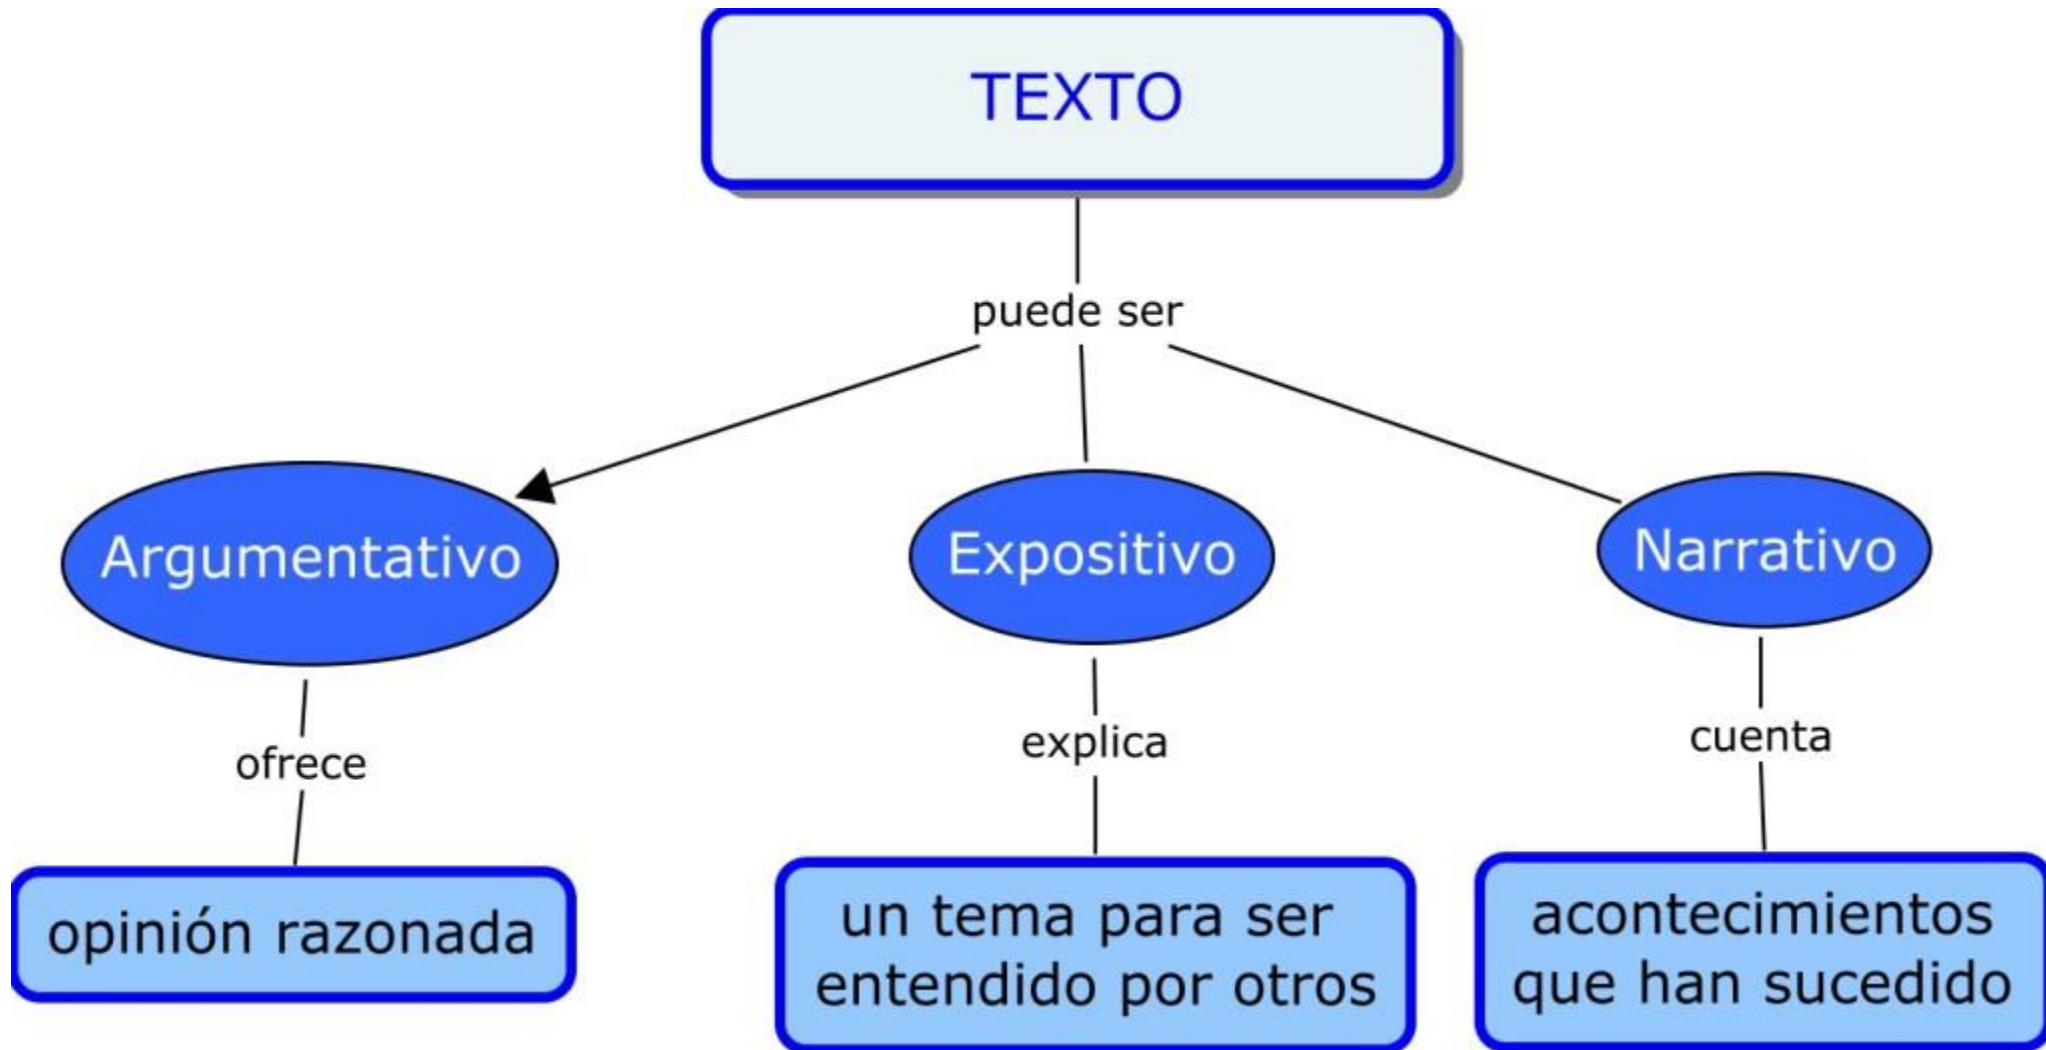 TEXTO
puede ser
Argumentativo
Expositivo
Narrativo
ofrece
explica
cuenta
opinión razonada
un tema para ser
entendido por otros
acontecimientos
que han sucedido